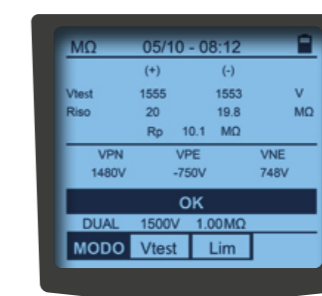 MΩ 05/10 - 08:12
(+) (-)
Vtest 1555 1553 V
Riso 20 19.8 MΩ
Rp 10.1 MΩ
VPN VPE VNE
1480V -750V 748V
OK
DUAL 1500V 1.00MΩ
MODO Vtest Lim